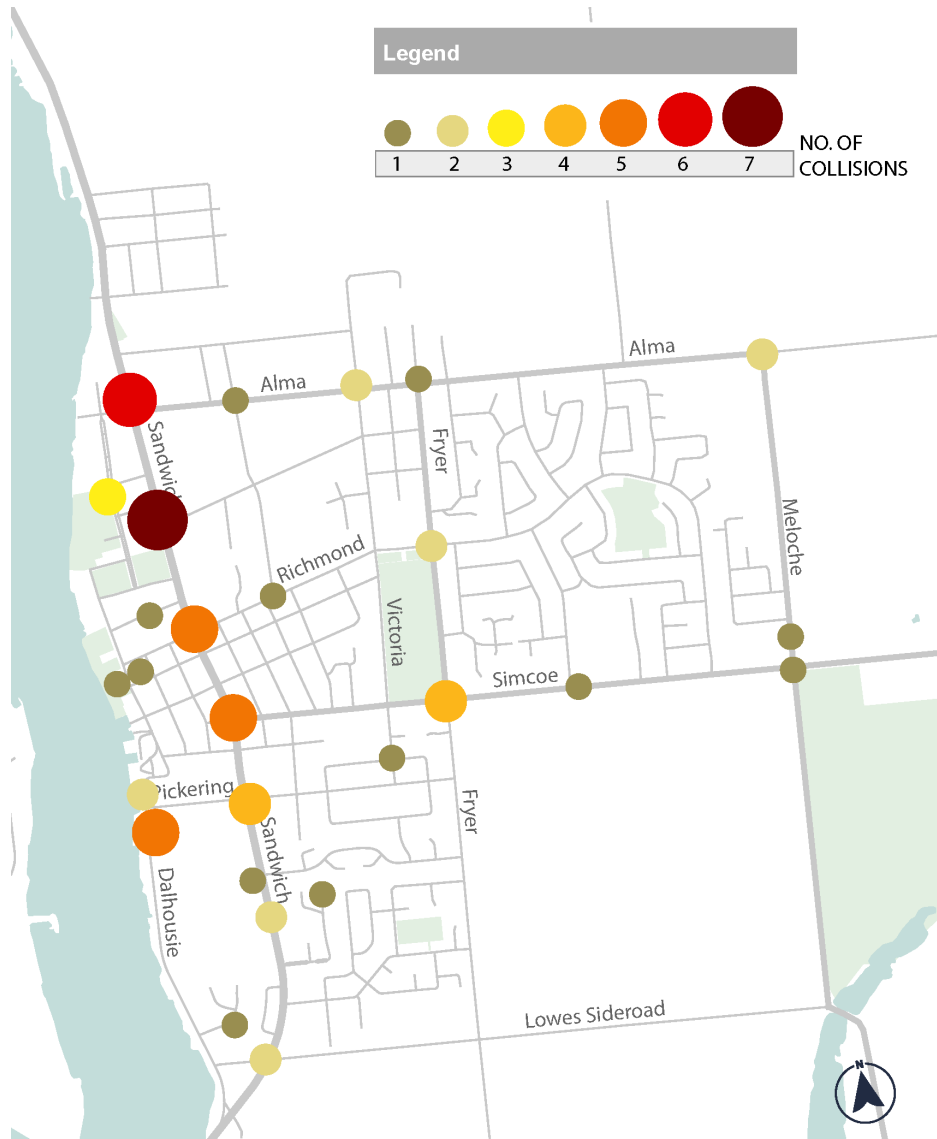 Legend
1 2 3 4 5 6 7
NO. OF
COLLISIONS
Alma
Alma
Sandwich
Fryer
Meloche
Richmond
Victoria
Simcoe
Pickering
Fryer
Sandwich
Dalhousie
Lowes Sideroad
N